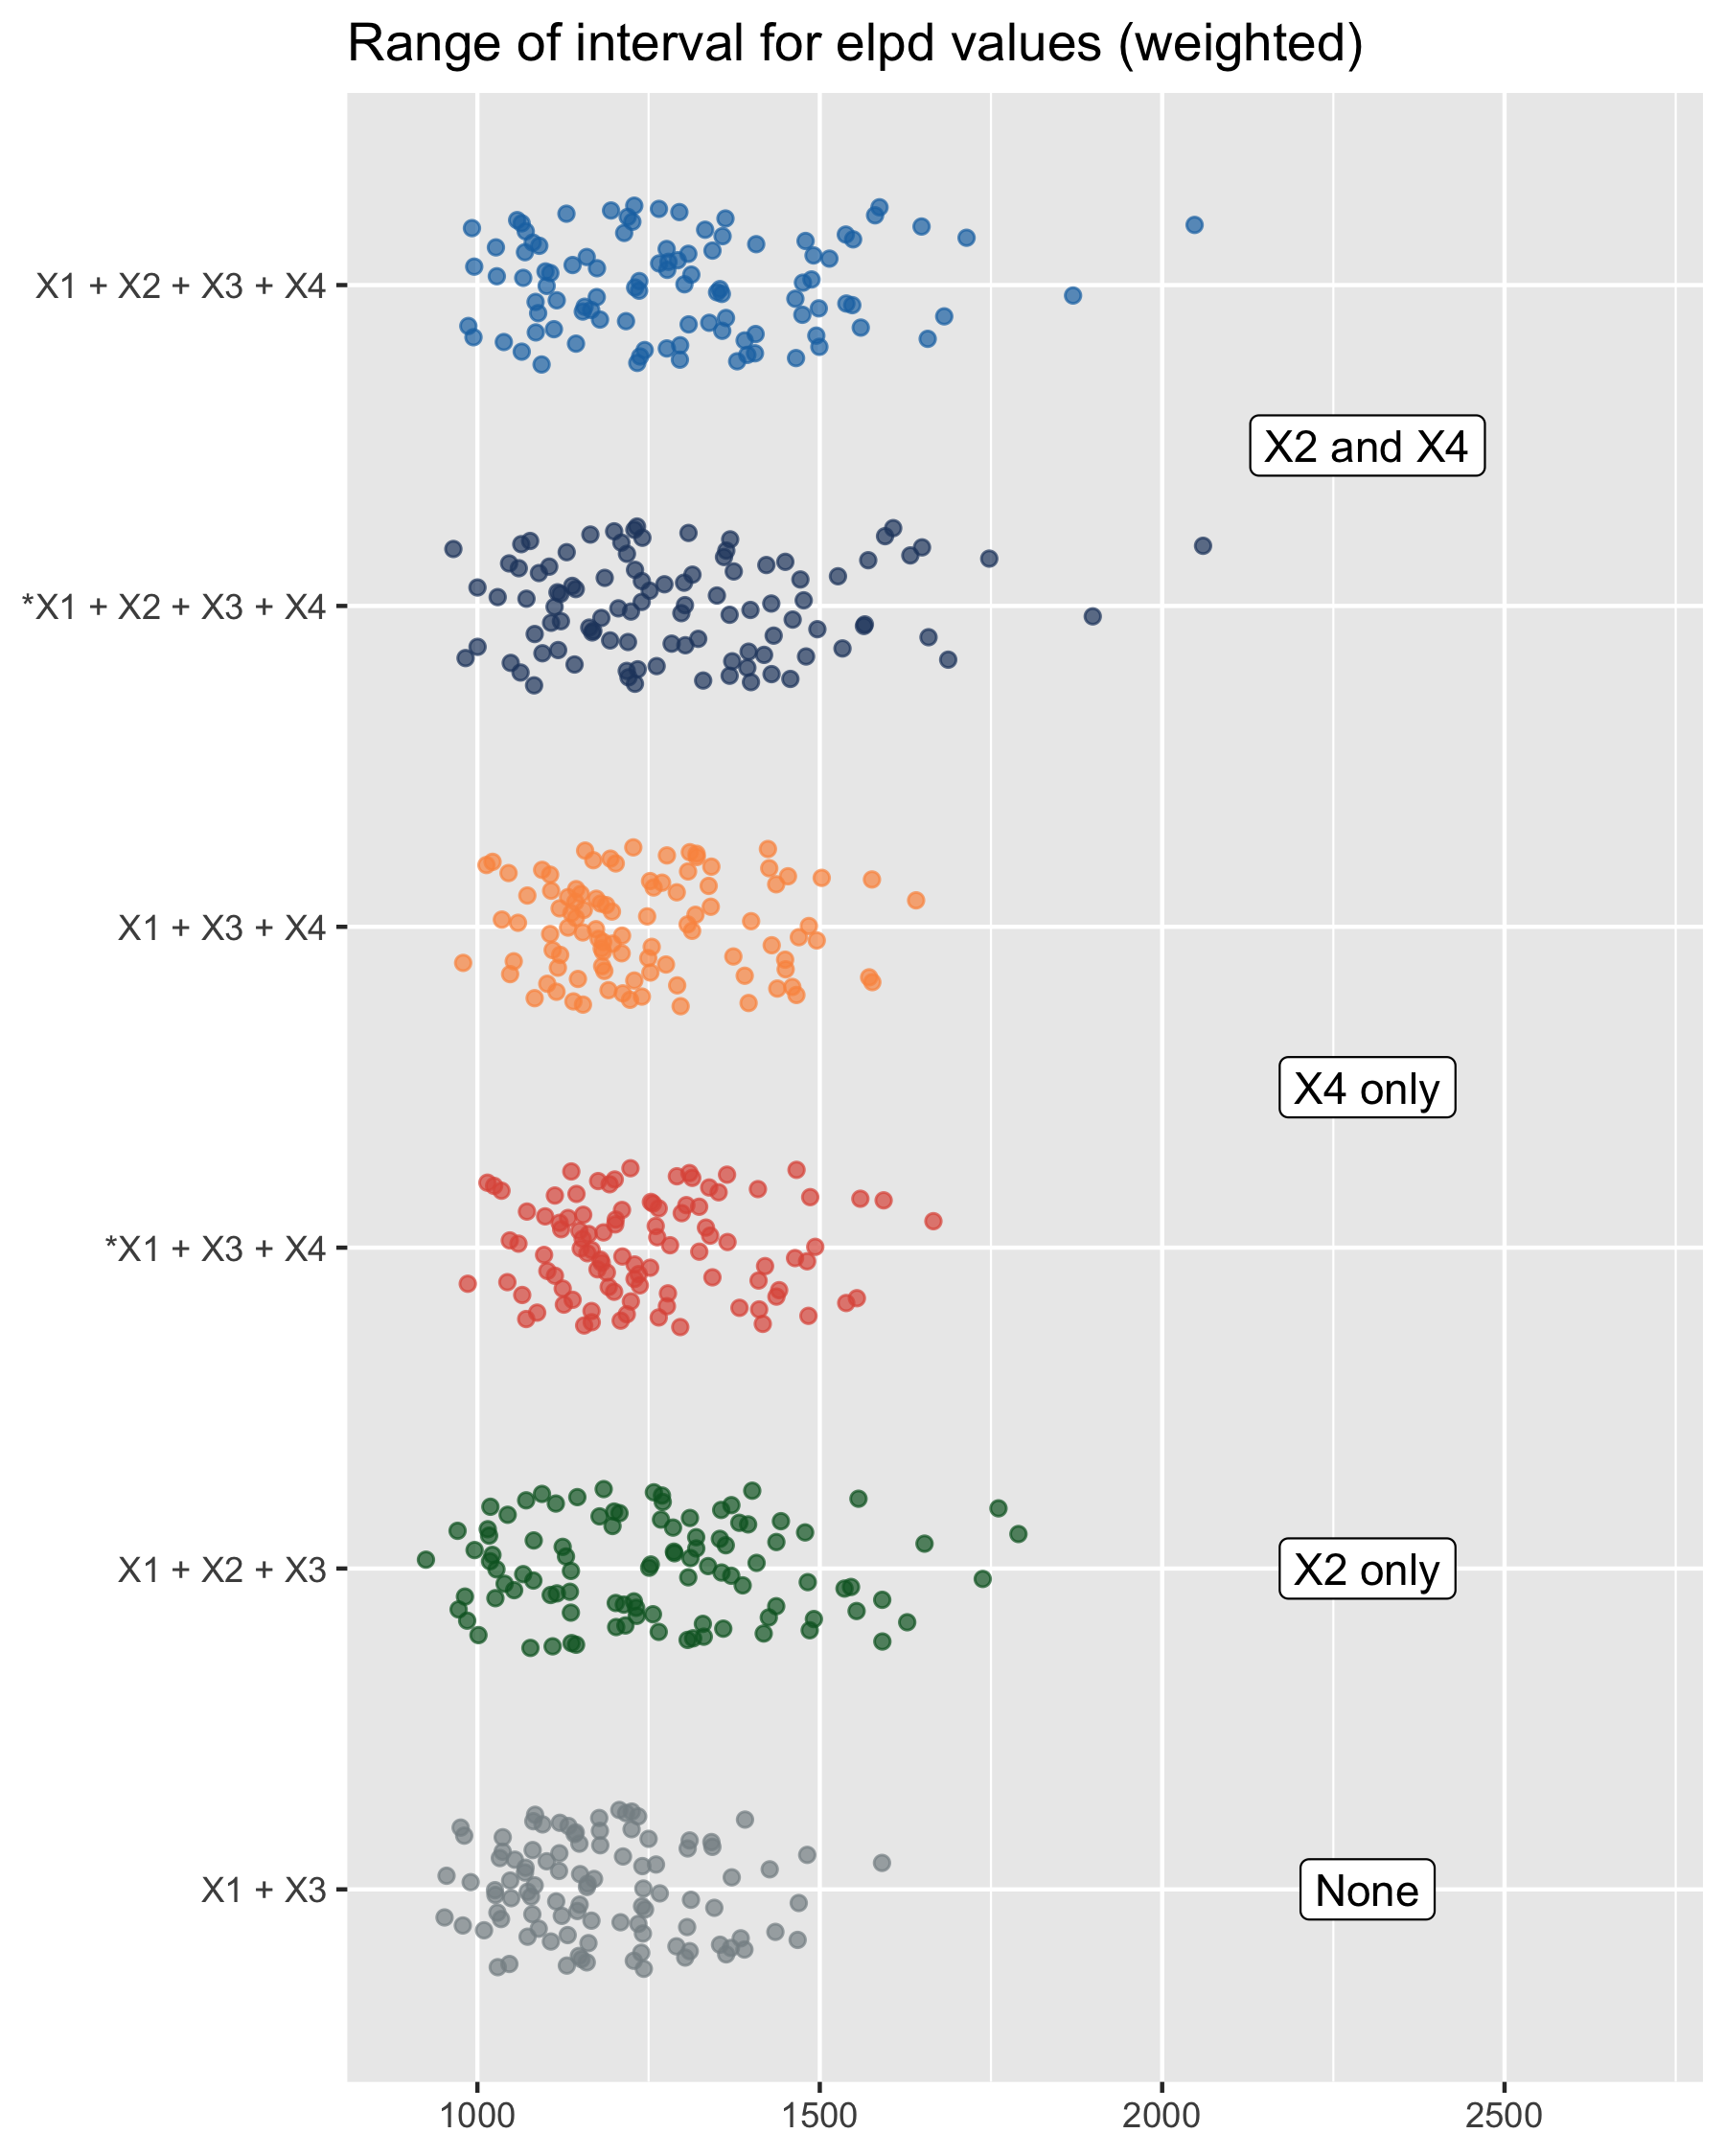 Range of interval for elpd values (weighted)
X1 + X2 + X3 + X4
X2 and X4
*X1 + X2 + X3 + X4
X1 + X3 + X4
X4 only
*X1 + X3 + X4
X1 + X2 + X3
X2 only
X1 + X3
None
1000 1500 2000 2500